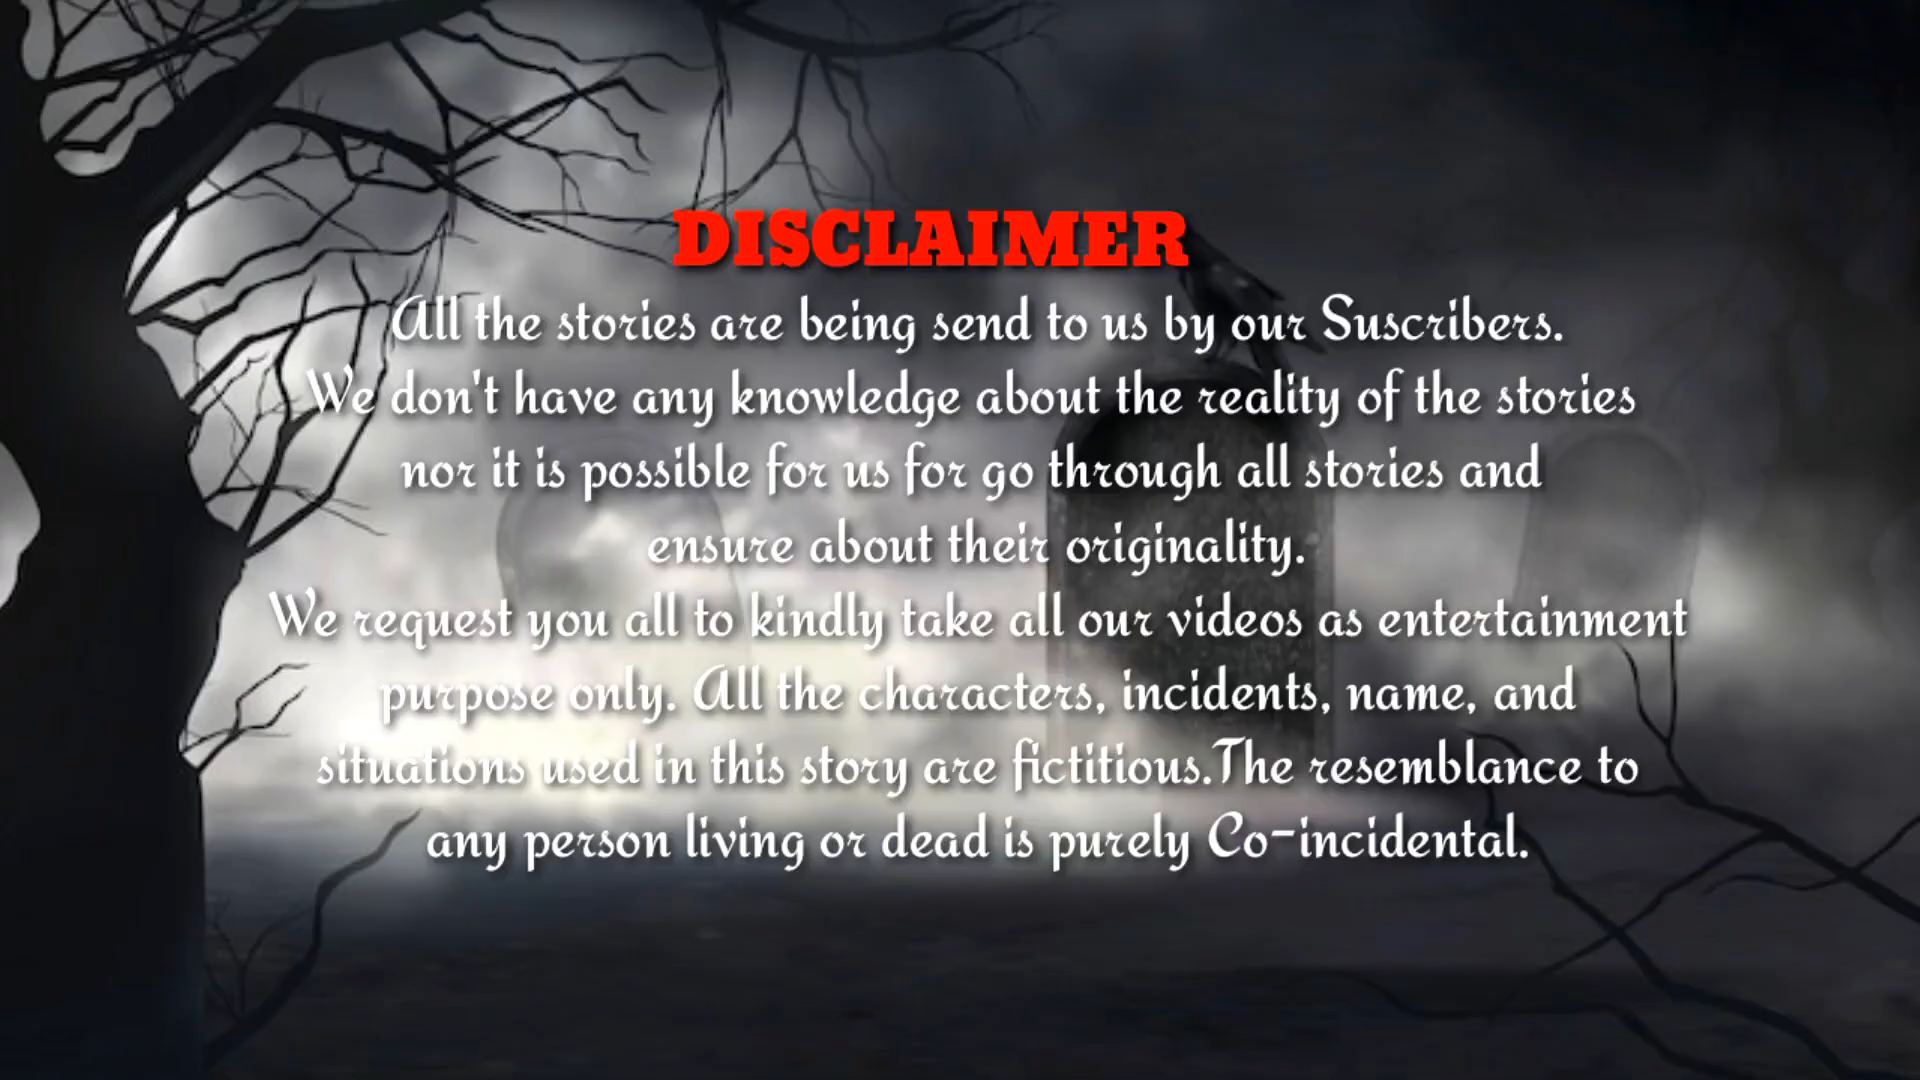 DISCLAIMER
All the stories are being send to us by our Suscribers.
We don't have any knowledge about the reality of the stories
nor it is possible for us for go through all stories and
ensure about their originality.
We request you all to kindly take all our videos as entertainment
purpose only. All the characters, incidents, name, and
situations used in this story are fictitious.The resemblance to
any person living or dead is purely Co-incidental.